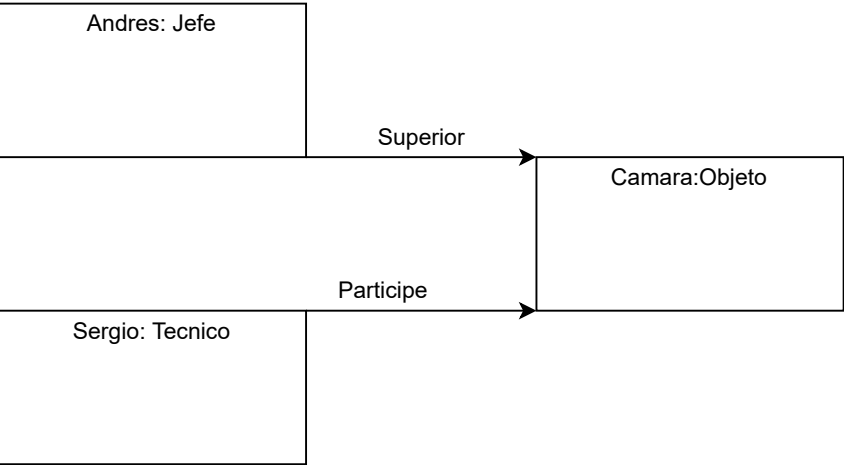 Andres: Jefe
Superior
Camara:Objeto
Participe
Sergio: Tecnico